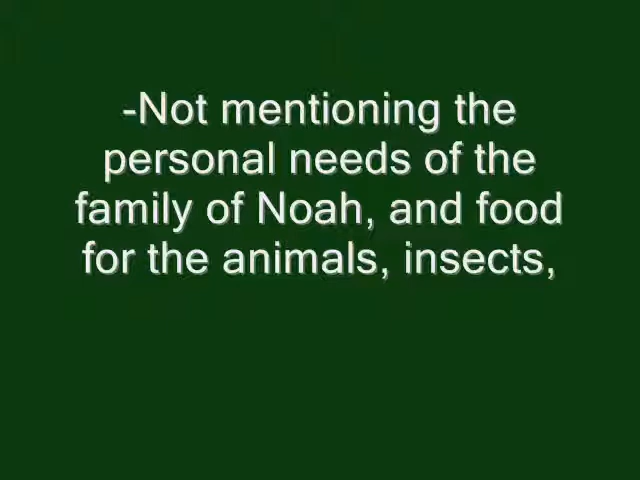 -Not mentioning the
personal needs of the
family of Noah, and food
for the animals, insects,